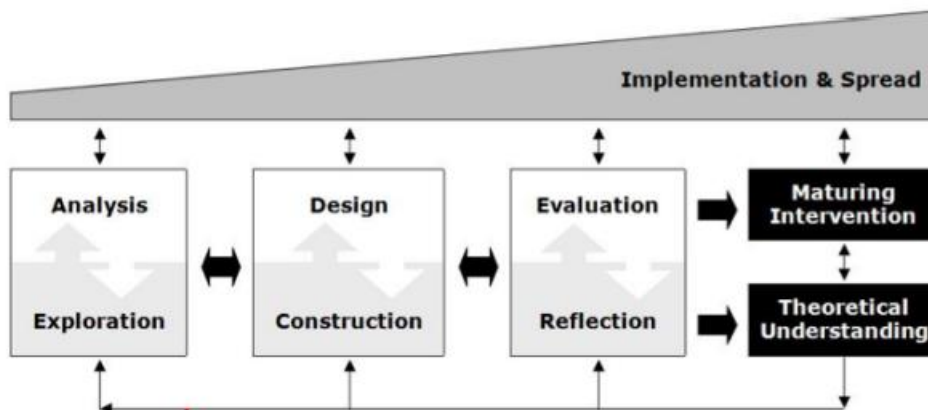 Implementation & Spread
Analysis
Exploration
Design
Construction
Evaluation
Reflection
Maturing
Intervention
Theoretical
Understanding